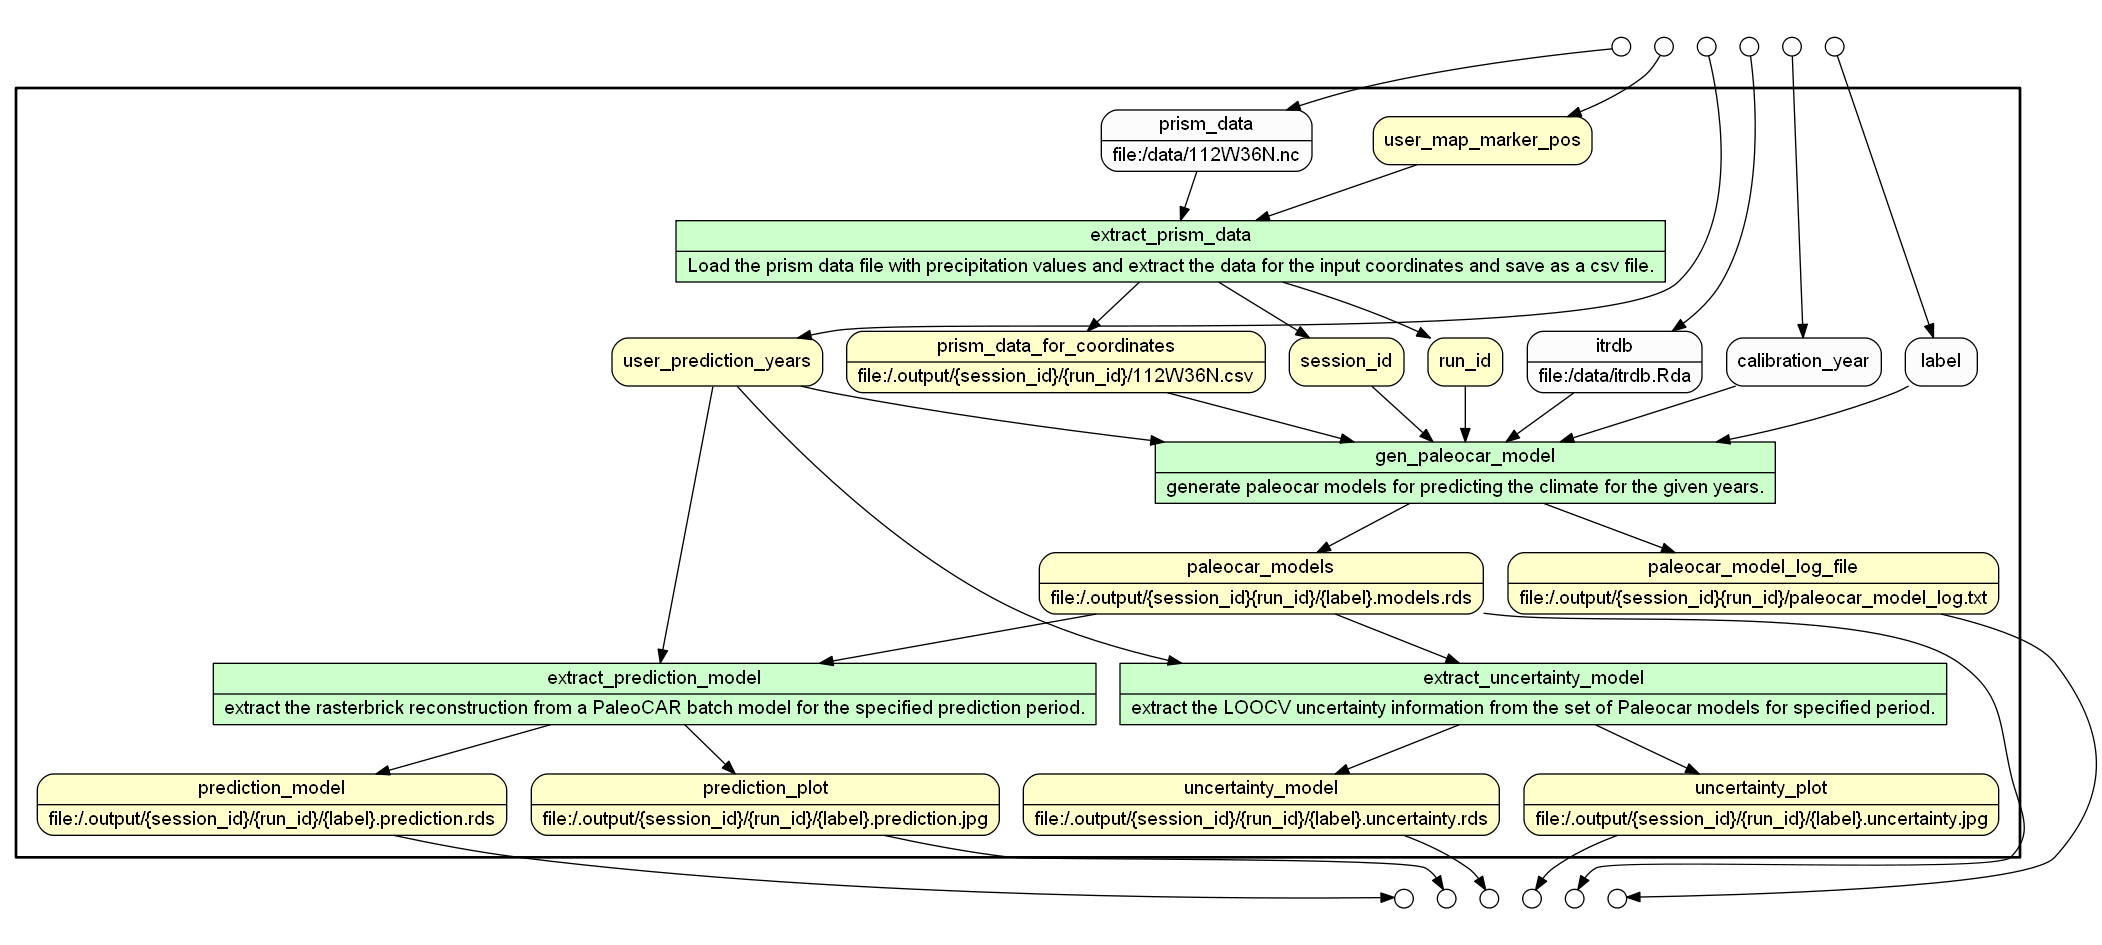 prism_data
file:/data/112W36N.nc
user_map_marker_pos
extract_prism_data
Load the prism data file with precipitation values and extract the data for the input coordinates and save as a csv file.
user_prediction_years
prism_data_for_coordinates
file:/.output/{session_id}/{run_id}/112W36N.csv
session_id
run_id
itrdb
file:/data/itrdb.Rda
calibration_year
label
gen_paleocar_model
generate paleocar models for predicting the climate for the given years.
paleocar_models
file:/.output/{session_id}{run_id}/{label}.models.rds
paleocar_model_log_file
file:/.output/{session_id}{run_id}/paleocar_model_log.txt
extract_prediction_model
extract the rasterbrick reconstruction from a PaleoCAR batch model for the specified prediction period.
extract_uncertainty_model
extract the LOOCV uncertainty information from the set of Paleocar models for specified period.
prediction_model
file:/.output/{session_id}/{run_id}/{label}.prediction.rds
prediction_plot
file:/.output/{session_id}/{run_id}/{label}.prediction.jpg
uncertainty_model
file:/.output/{session_id}/{run_id}/{label}.uncertainty.rds
uncertainty_plot
file:/.output/{session_id}/{run_id}/{label}.uncertainty.jpg